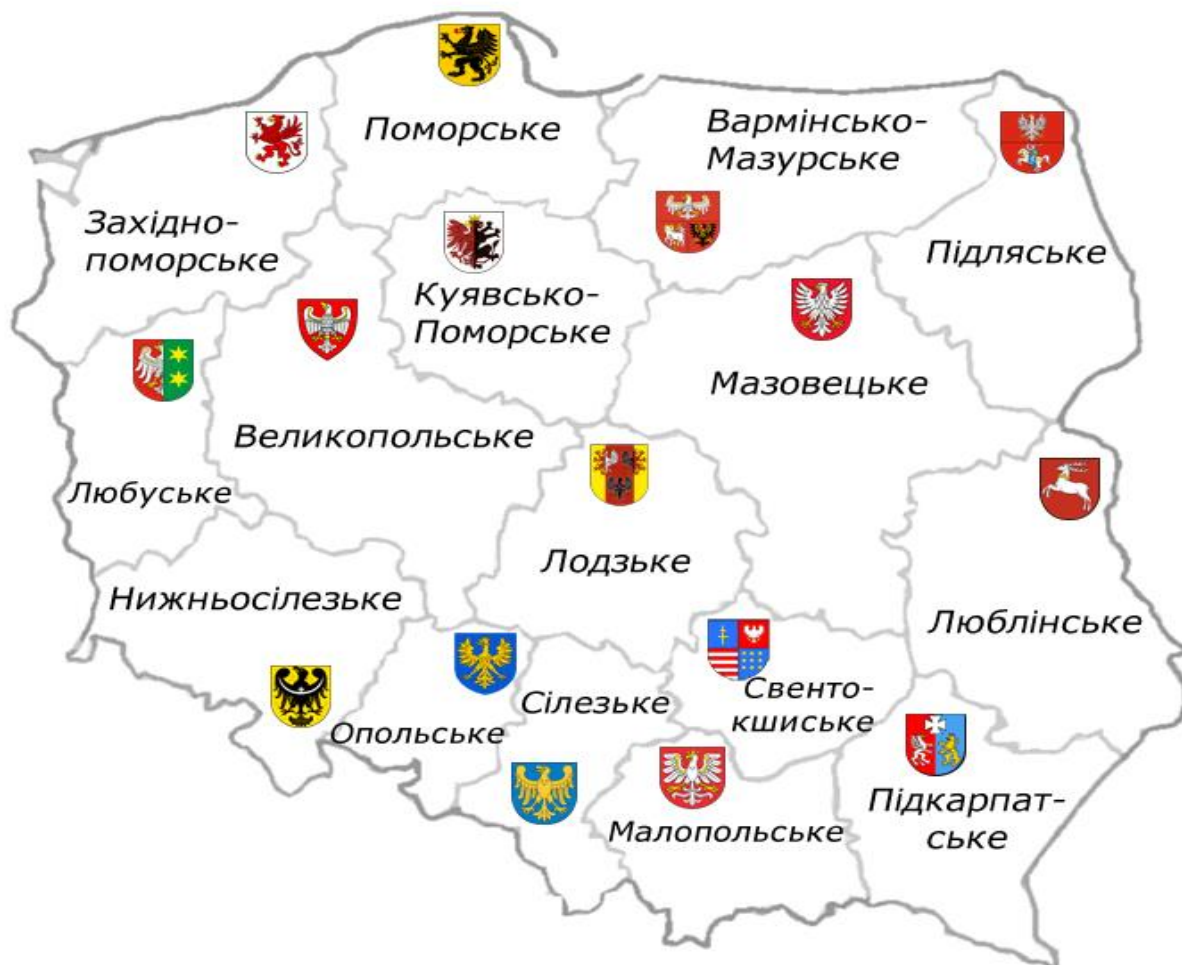 Поморське
Вармінсько-
Мазурське
Західно-
поморське
Підляське
Куявсько-
Поморське
Мазовецьке
Великопольське
Любуське
Лодзьке
Нижньосілезьке
Люблінське
Сілезьке
Свенто-
кшиське
Опольське
Підкарпат-
ське
Малопольське